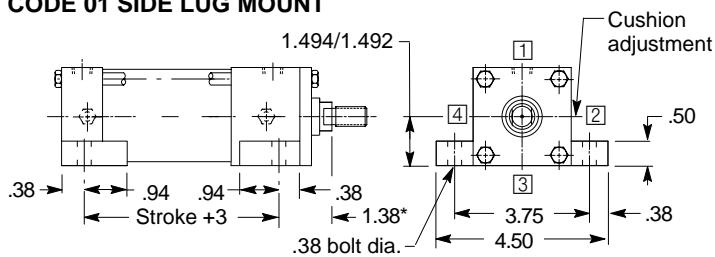 CODE 01 SIDE LUG MOUNT
Cushion
adjustment
1.494/1.492
1
4
2
.50
3
.38
.94
.94
.38
Stroke +3
1.38*
3.75
.38
.38 bolt dia.
4.50